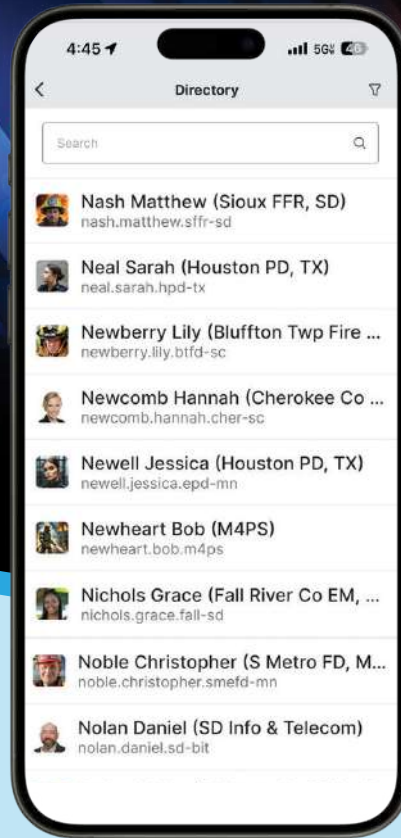 4:45
5G
46
Directory
Search
Nash Matthew (Sioux FFR, SD)
nash.matthew.sffr-sd
Neal Sarah (Houston PD, TX)
neal.sarah.hpd-tx
Newberry Lily (Bluffton Twp Fire ...
newberry.lily.btfd-sc
Newcomb Hannah (Cherokee Co ...
newcomb.hannah.cher-sc
Newell Jessica (Houston PD, TX)
newell.jessica.epd-mn
Newheart Bob (M4PS)
newheart.bob.m4ps
Nichols Grace (Fall River Co EM, ...
nichols.grace.fall-sd
Noble Christopher (S Metro FD, M...
noble.christopher.smefd-mn
Nolan Daniel (SD Info & Telecom)
nolan.daniel.sd-bit